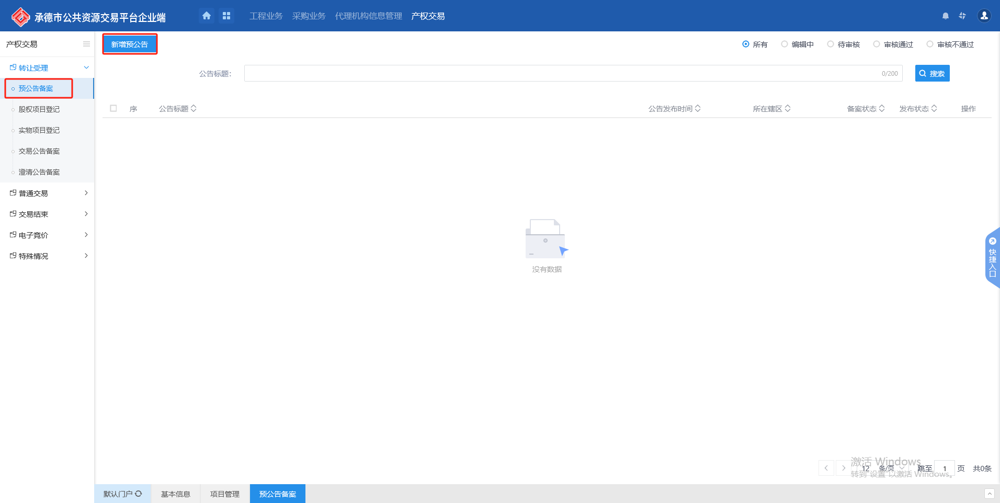 承德市公共资源交易平台企业端 工程业务 采购业务 代理机构信息管理 产权交易
产权交易
转让受理
预公告备案
股权项目登记
实物项目登记
交易公告备案
澄清公告备案
普通交易
交易结束
电子竞价
特殊情况
新增预公告 所有 编辑中 待审核 审核通过 审核不通过
公告标题： 0/200 搜索
序 公告标题 公告发布时间 所在辖区 备案状态 发布状态 操作
没有数据
快捷入口
12 条/页 跳至 1 页 共0条
激活 Windows
转到"设置"以激活 Windows。
默认门户 基本信息 项目管理 预公告备案